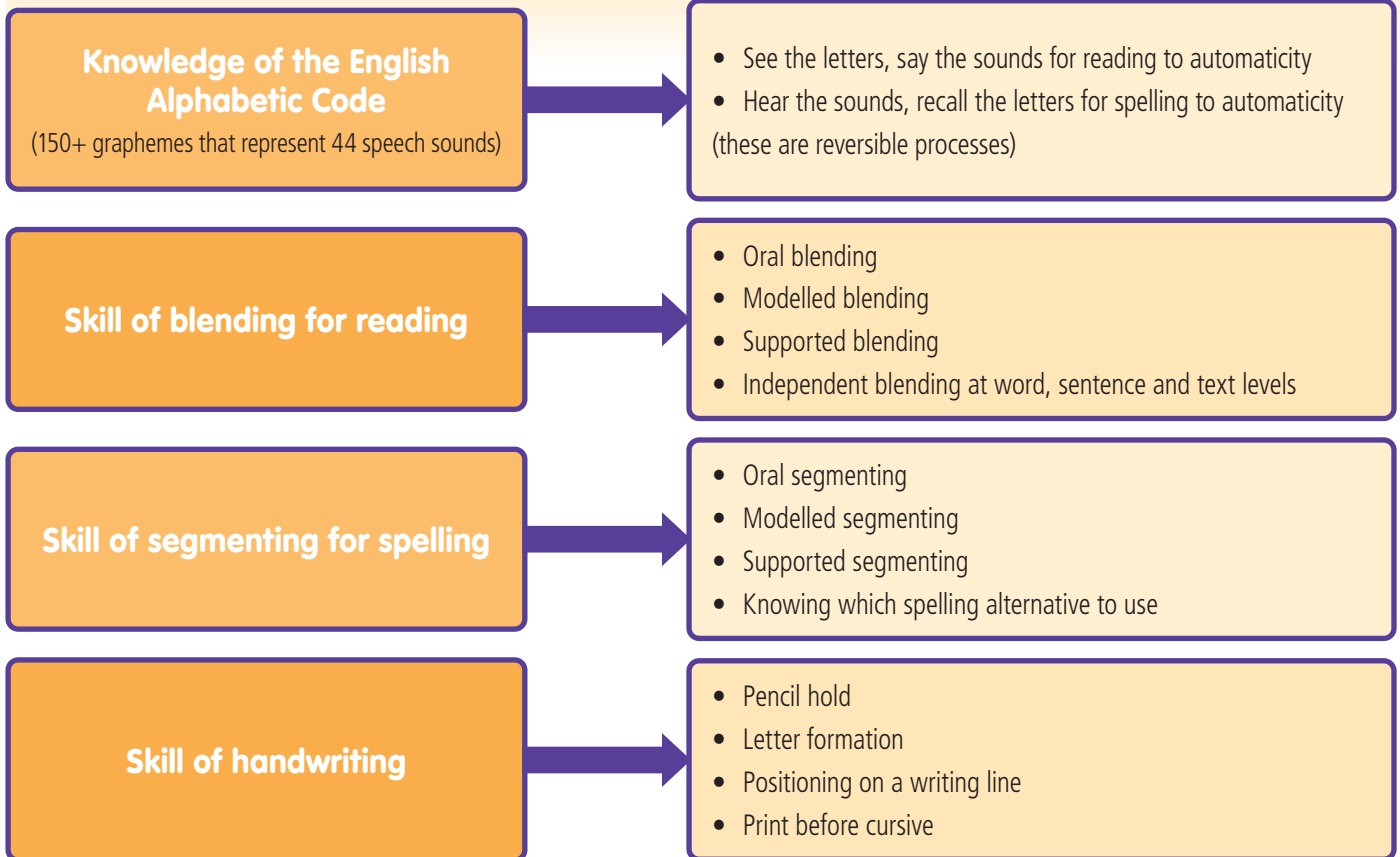 Knowledge of the English
Alphabetic Code
(150+ graphemes that represent 44 speech sounds)
• See the letters, say the sounds for reading to automaticity
• Hear the sounds, recall the letters for spelling to automaticity
(these are reversible processes)
Skill of blending for reading
• Oral blending
• Modelled blending
• Supported blending
• Independent blending at word, sentence and text levels
Skill of segmenting for spelling
• Oral segmenting
• Modelled segmenting
• Supported segmenting
• Knowing which spelling alternative to use
Skill of handwriting
• Pencil hold
• Letter formation
• Positioning on a writing line
• Print before cursive